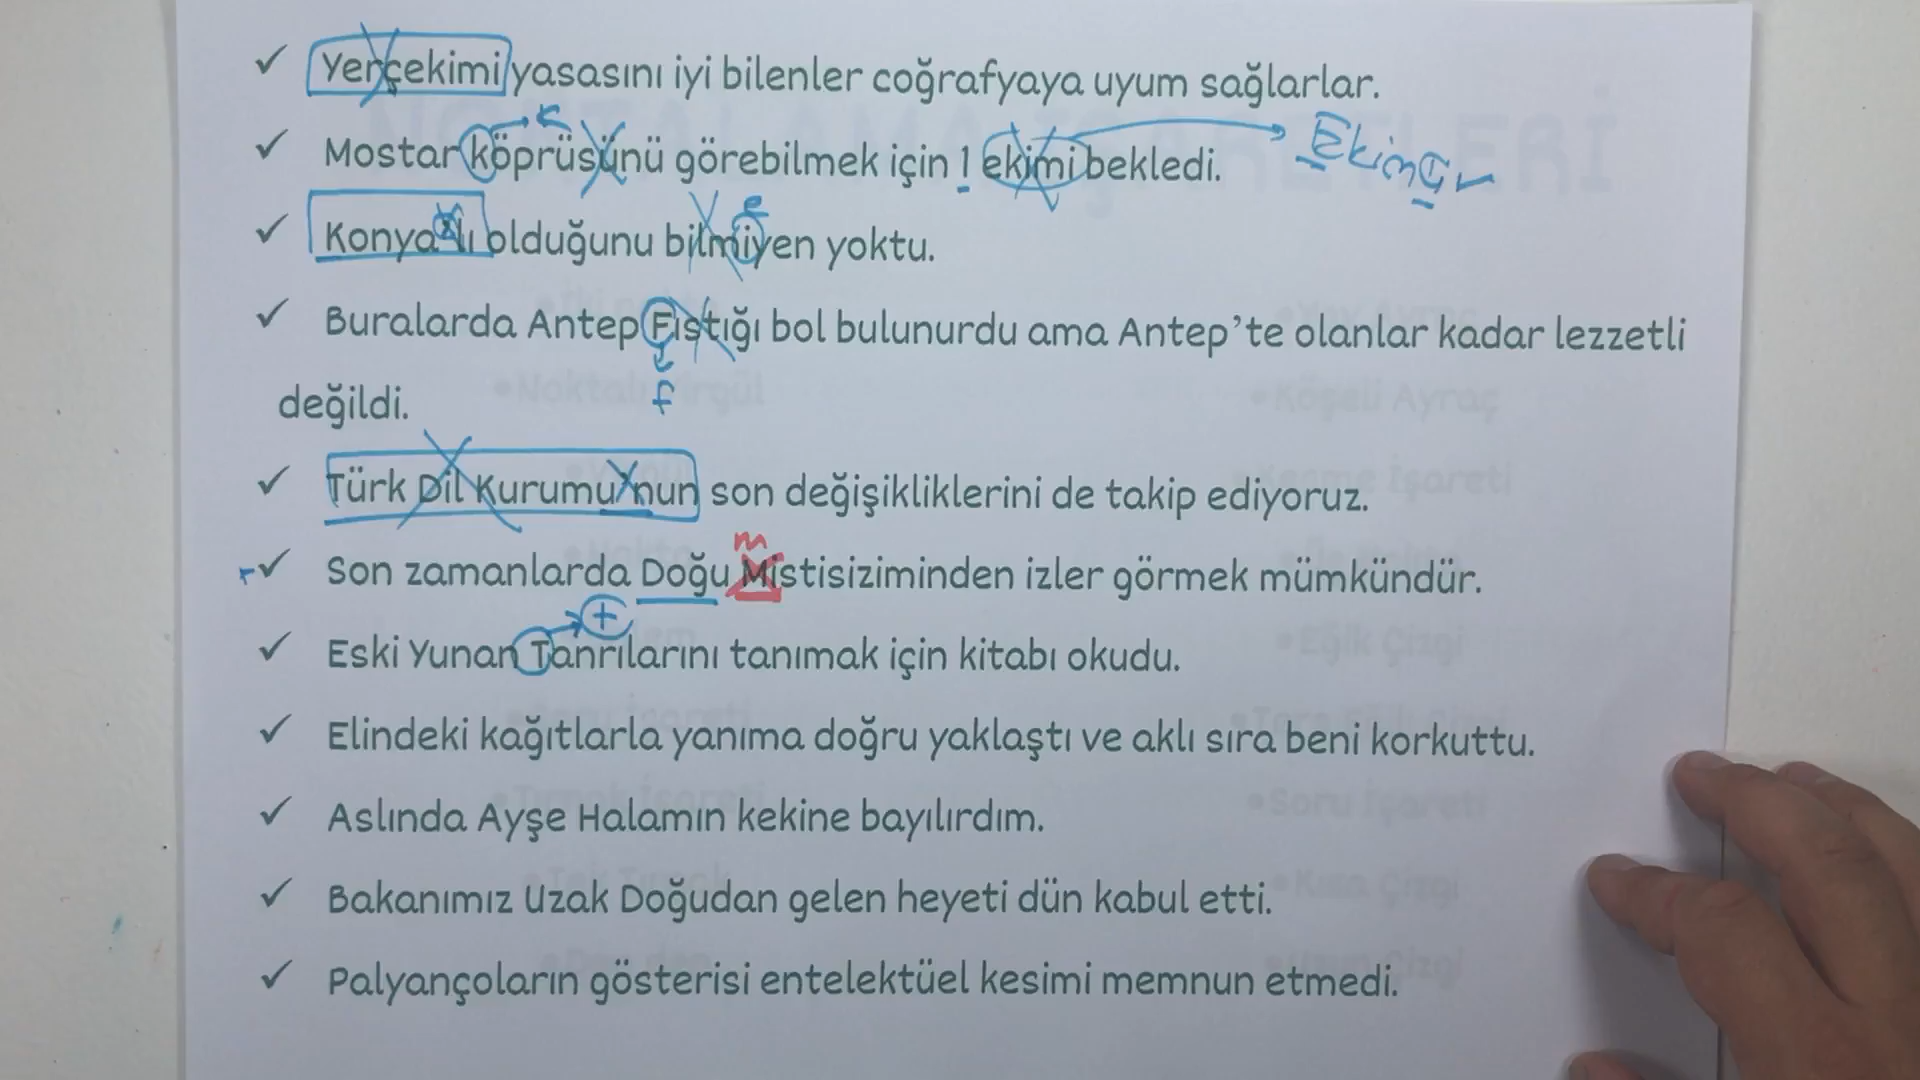 ✓ Yerçekimi yasasını iyi bilenler coğrafyaya uyum sağlarlar.
✓ Mostar köprüsünü görebilmek için 1 ekimi bekledi.
K
Ekim'i
✓ Konya'lı olduğunu bilmiyen yoktu.
e
✓ Buralarda Antep Fıstığı bol bulunurdu ama Antep'te olanlar kadar lezzetli
f
değildi.
✓ Türk Dil Kurumu'nun son değişikliklerini de takip ediyoruz.
m
✓ Son zamanlarda Doğu Mistisiziminden izler görmek mümkündür.
t
✓ Eski Yunan Tanrılarını tanımak için kitabı okudu.
✓ Elindeki kağıtlarla yanıma doğru yaklaştı ve aklı sıra beni korkuttu.
✓ Aslında Ayşe Halamın kekine bayılırdım.
✓ Bakanımız Uzak Doğudan gelen heyeti dün kabul etti.
✓ Palyançoların gösterisi entelektüel kesimi memnun etmedi.